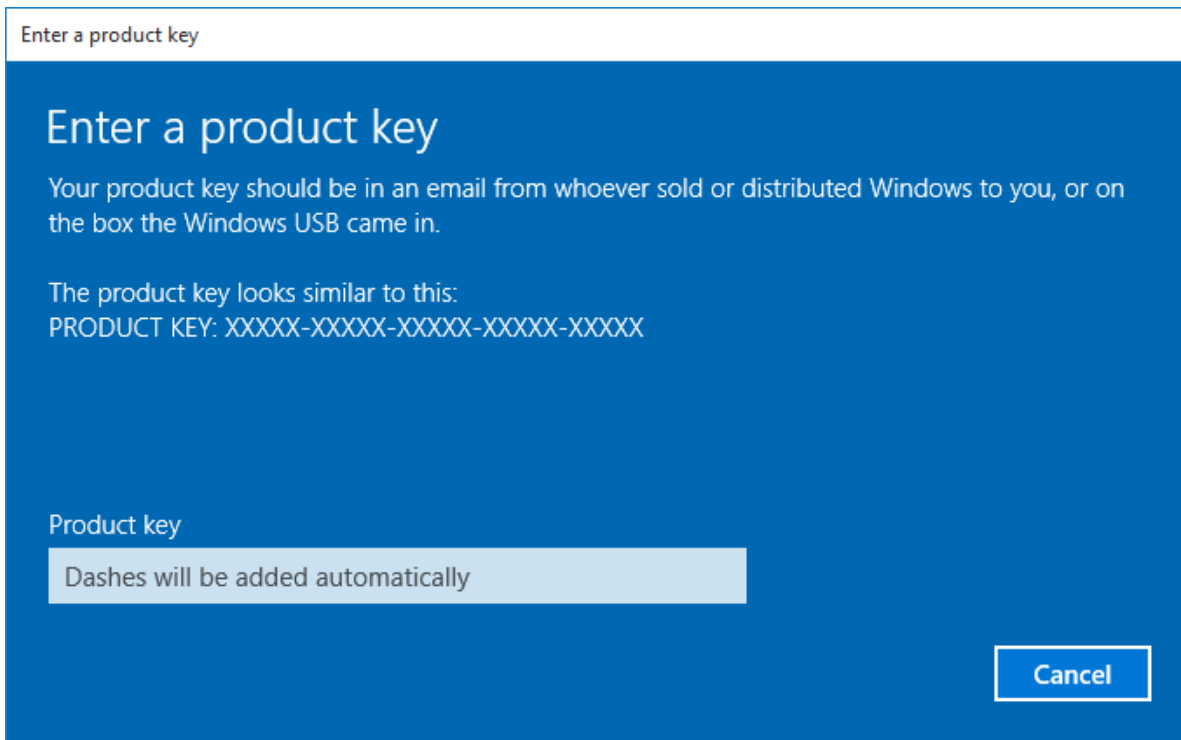 Enter a product key
Enter a product key
Your product key should be in an email from whoever sold or distributed Windows to you, or on
the box the Windows USB came in.
The product key looks similar to this:
PRODUCT KEY: XXXXX-XXXXX-XXXXX-XXXXX-XXXXX
Product key
Dashes will be added automatically
Cancel